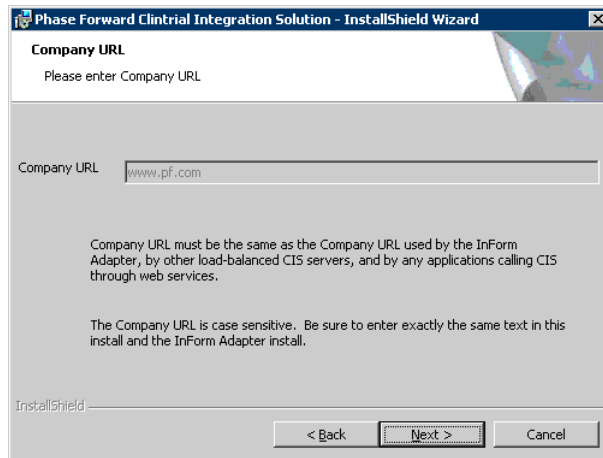 Phase Forward Clintrial Integration Solution - InstallShield Wizard
Company URL
Please enter Company URL
Company URL
www.pf.com
Company URL must be the same as the Company URL used by the InForm
Adapter, by other load-balanced CIS servers, and by any applications calling CIS
through web services.
The Company URL is case sensitive.  Be sure to enter exactly the same text in this
install and the InForm Adapter install.
InstallShield
< Back
Next >
Cancel